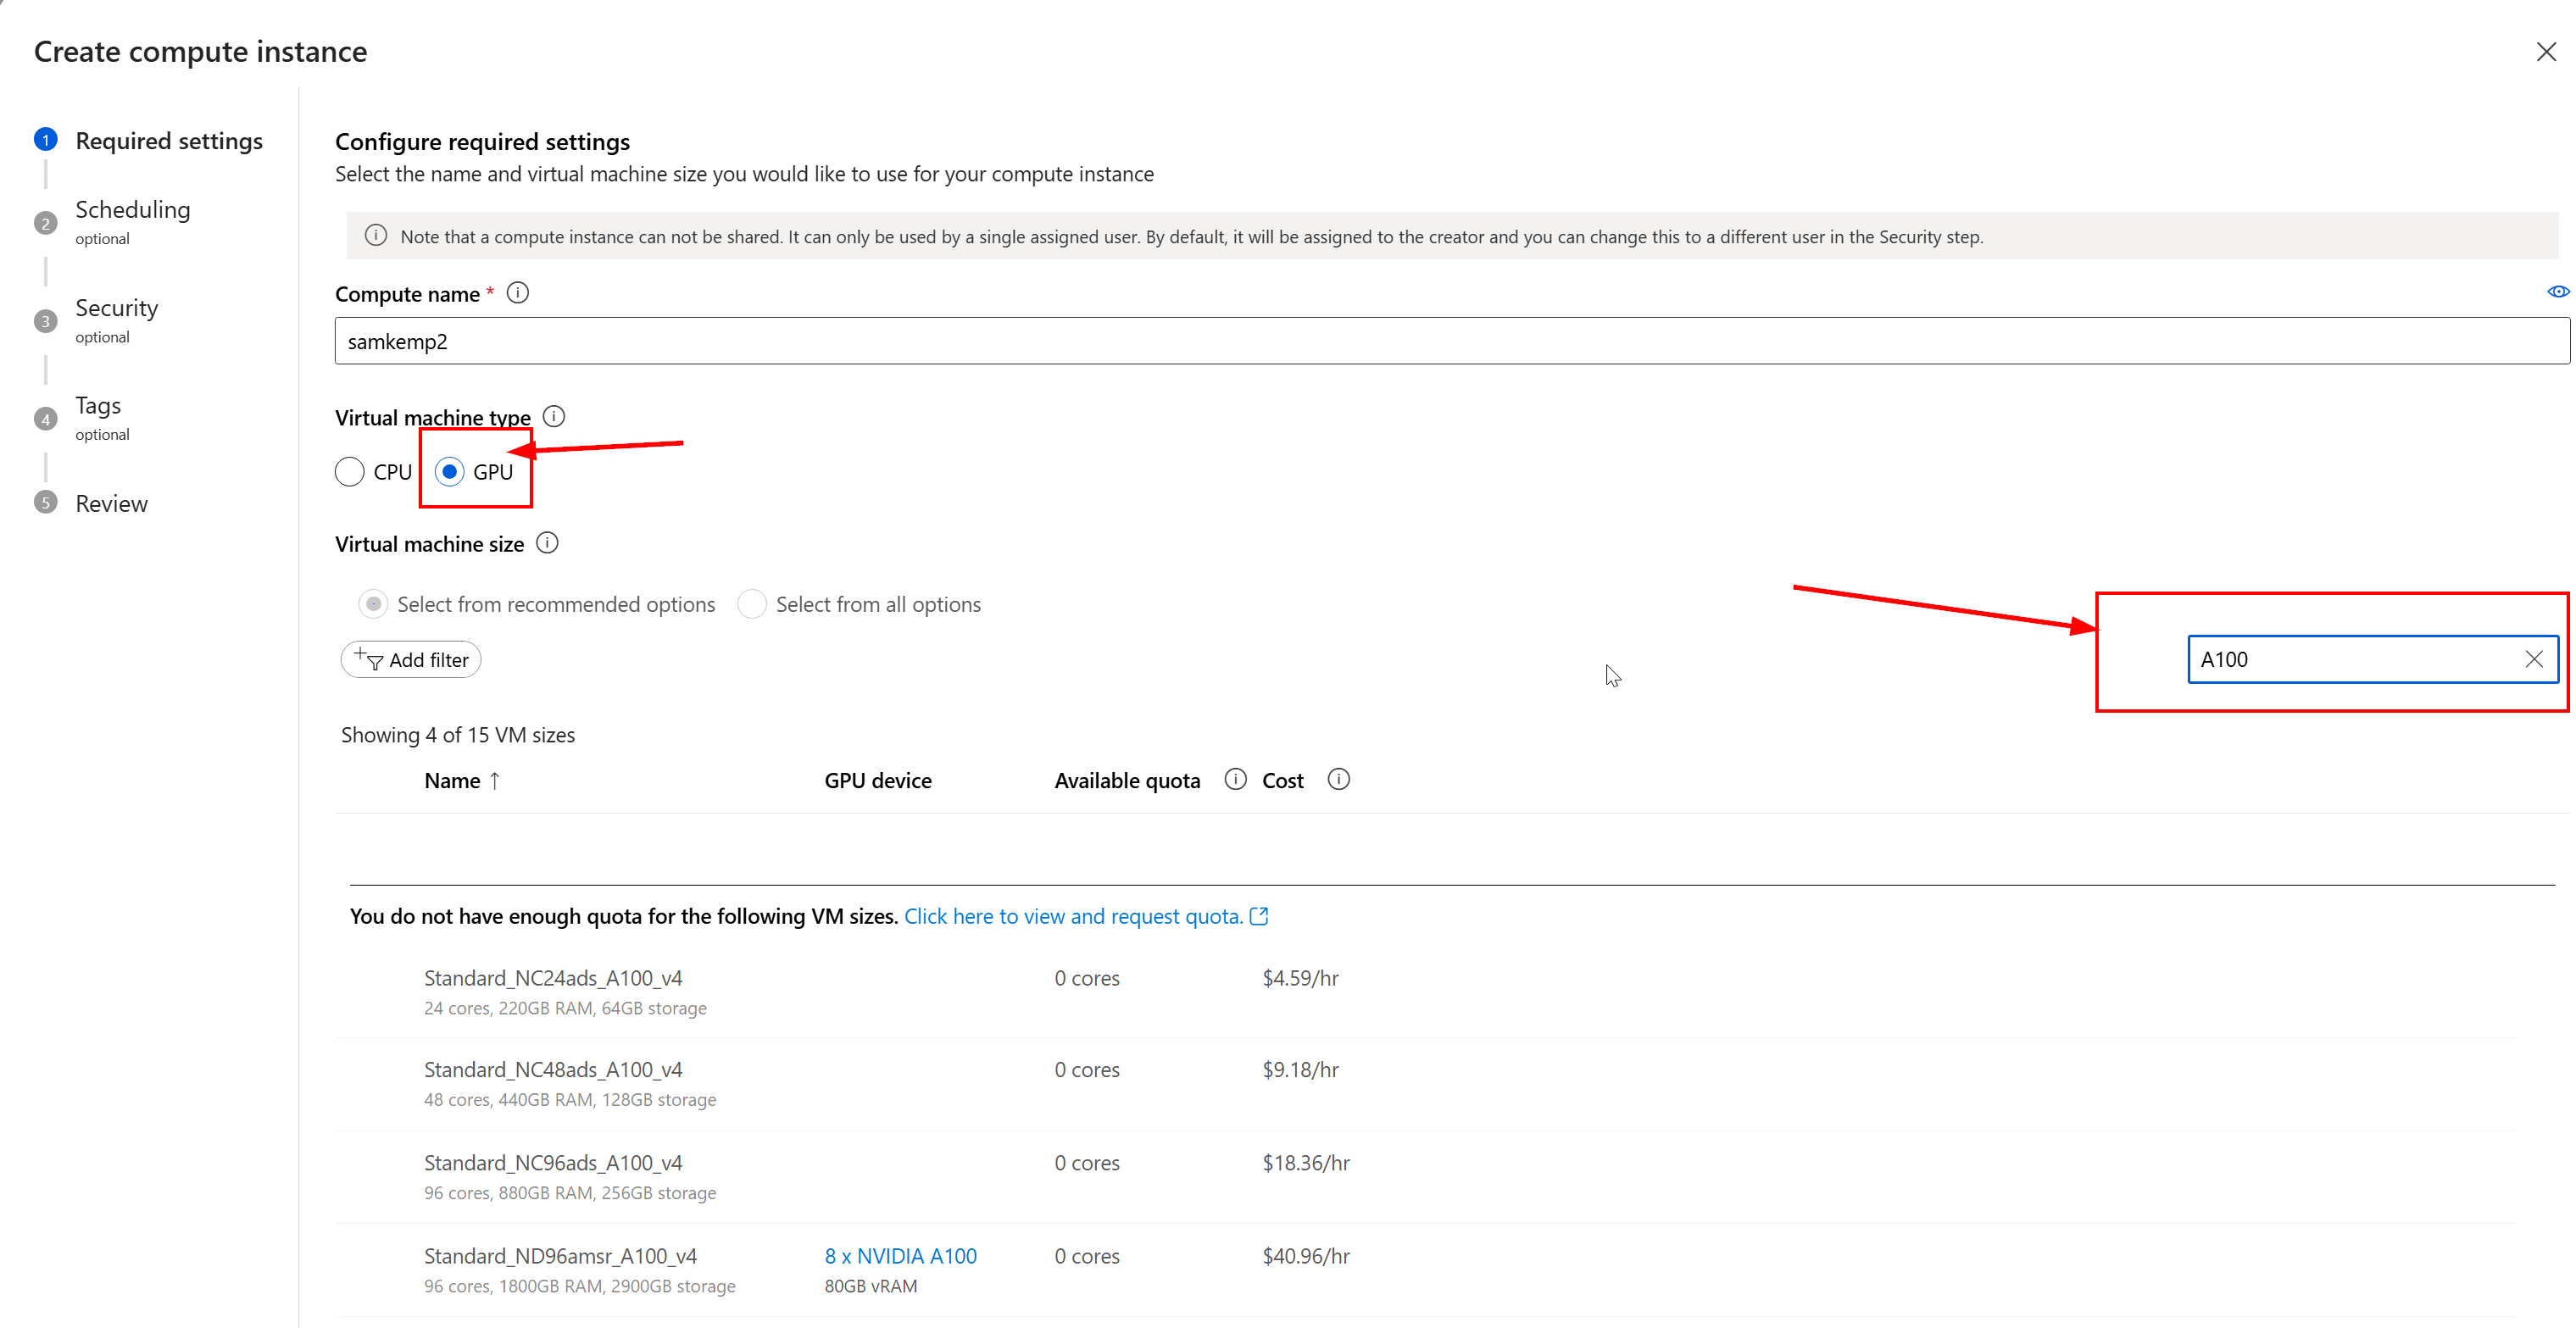 Create compute instance
1 Required settings
2 Scheduling
optional
3 Security
optional
4 Tags
optional
5 Review
Configure required settings
Select the name and virtual machine size you would like to use for your compute instance
Note that a compute instance can not be shared. It can only be used by a single assigned user. By default, it will be assigned to the creator and you can change this to a different user in the Security step.
Compute name *
samkemp2
Virtual machine type
CPU GPU
Virtual machine size
Select from recommended options Select from all options
Add filter A100
Showing 4 of 15 VM sizes
Name ↑ GPU device Available quota Cost
You do not have enough quota for the following VM sizes. Click here to view and request quota.
Standard_NC24ads_A100_v4 0 cores $4.59/hr
24 cores, 220GB RAM, 64GB storage
Standard_NC48ads_A100_v4 0 cores $9.18/hr
48 cores, 440GB RAM, 128GB storage
Standard_NC96ads_A100_v4 0 cores $18.36/hr
96 cores, 880GB RAM, 256GB storage
Standard_ND96amsr_A100_v4 8 x NVIDIA A100 0 cores $40.96/hr
96 cores, 1800GB RAM, 2900GB storage 80GB vRAM